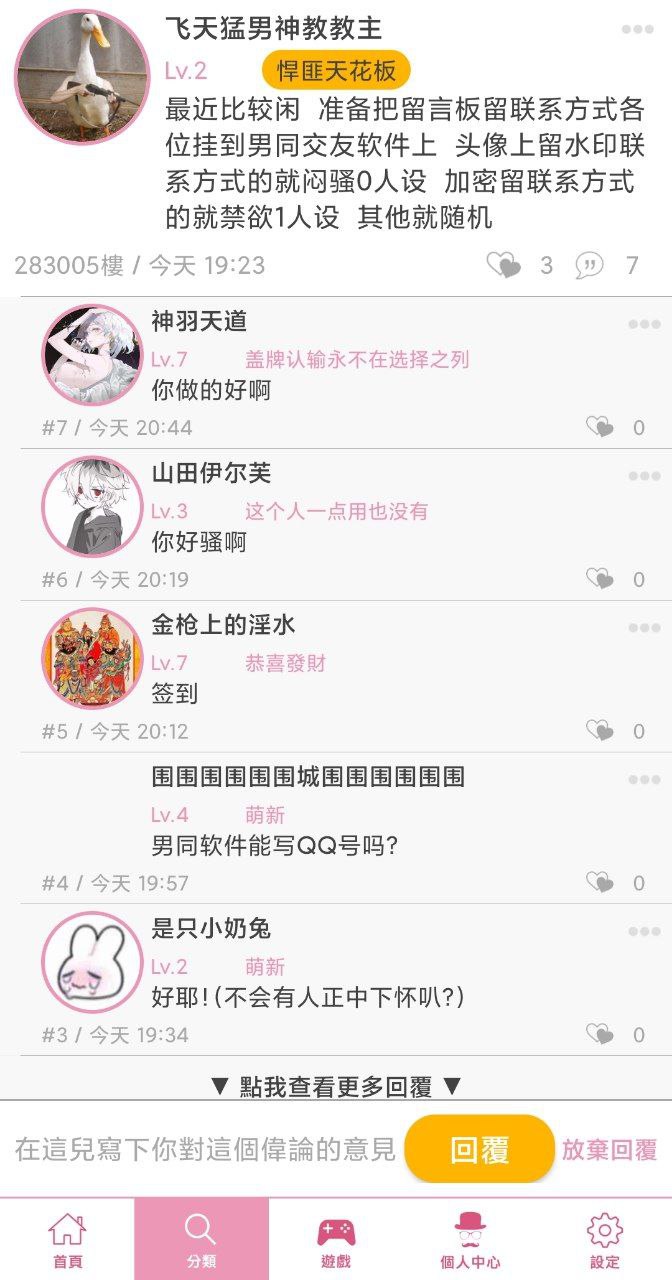 飞天猛男神教教主
Lv.2 悍匪天花板
最近比较闲 准备把留言板留联系方式各
位挂到男同交友软件上 头像上留水印联
系方式的就闷骚0人设 加密留联系方式
的就禁欲1人设 其他就随机
283005樓 / 今天 19:23 3 7
神羽天道
Lv.7 盖牌认输永不在选择之列
你做的好啊
#7 / 今天 20:44 0
山田伊尔芙
Lv.3 这个人一点用也没有
你好骚啊
#6 / 今天 20:19 0
金枪上的淫水
Lv.7 恭喜發財
签到
#5 / 今天 20:12 0
围围围围围围城围围围围围围
Lv.4 萌新
男同软件能写QQ号吗?
#4 / 今天 19:57 0
是只小奶兔
Lv.2 萌新
好耶!(不会有人正中下怀叭?)
#3 / 今天 19:34 0
▼ 點我查看更多回覆 ▼
在這兒寫下你對這個偉論的意見 回覆 放棄回覆
首頁 分類 遊戲 個人中心 設定